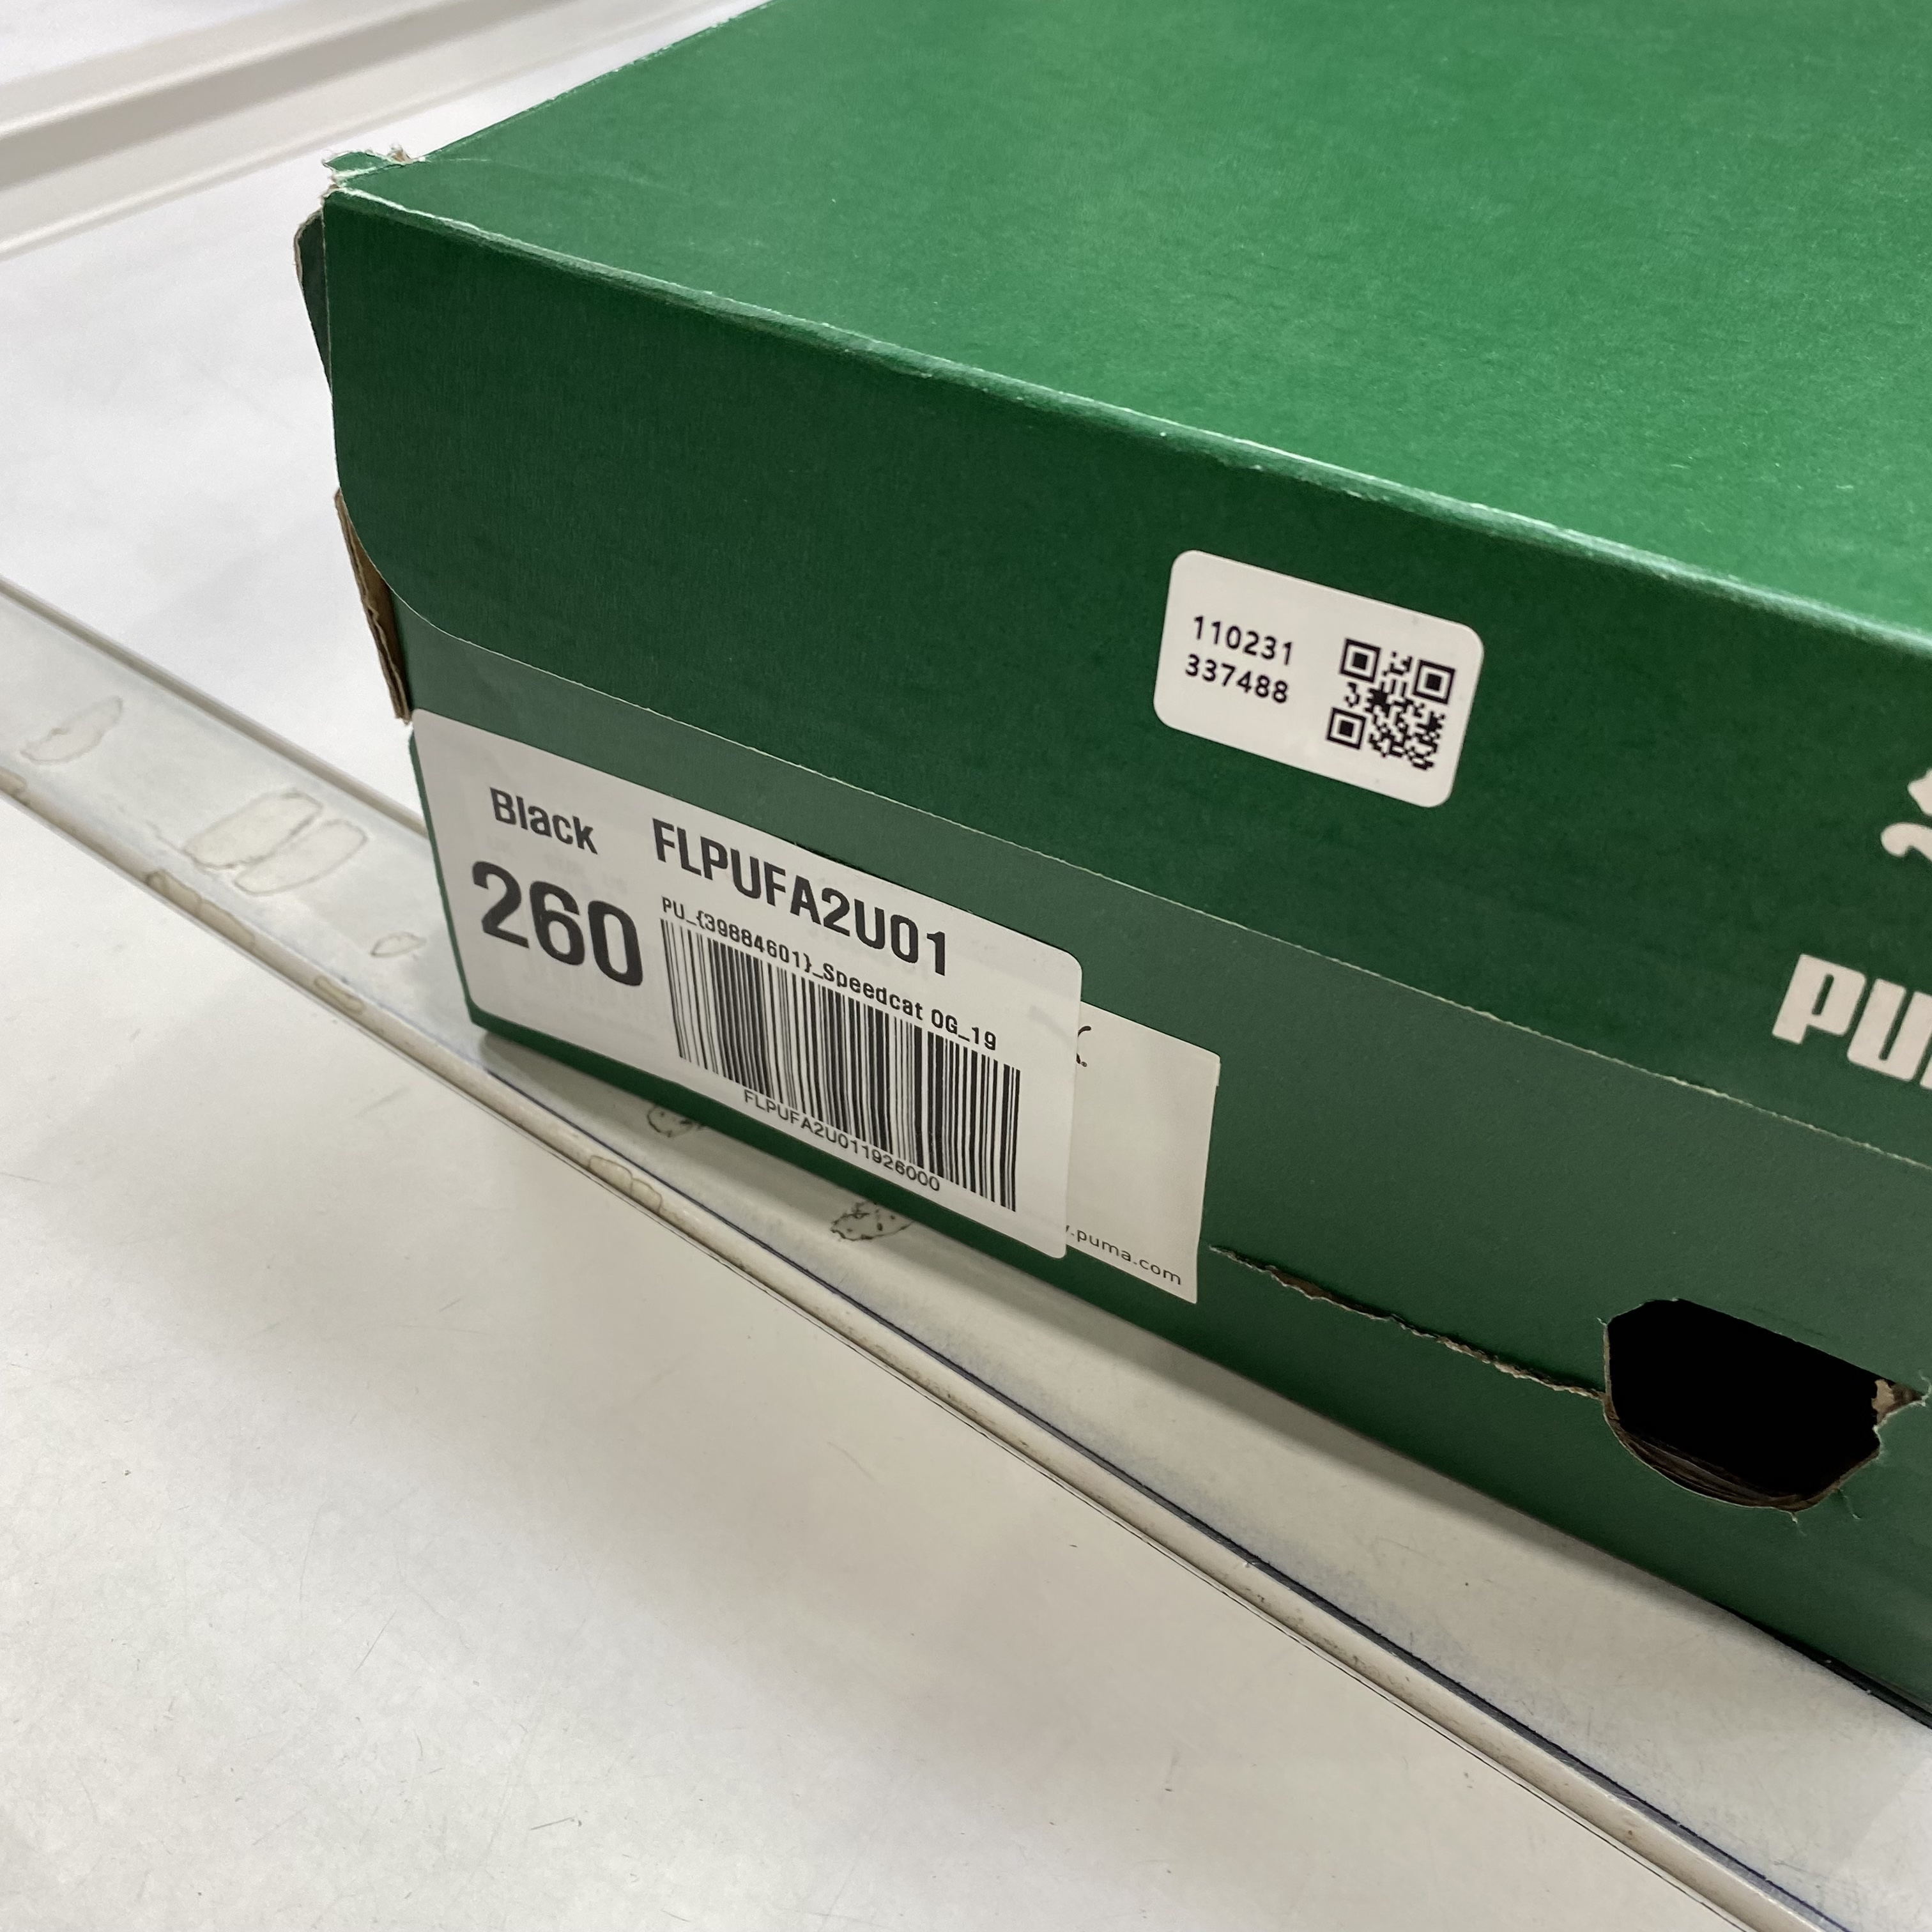 110231
337488
Black FLPUFA2U01
260
PU_{39884601}_Speedcat OG_19
FLPUFA2U011926000
.puma.com
PU